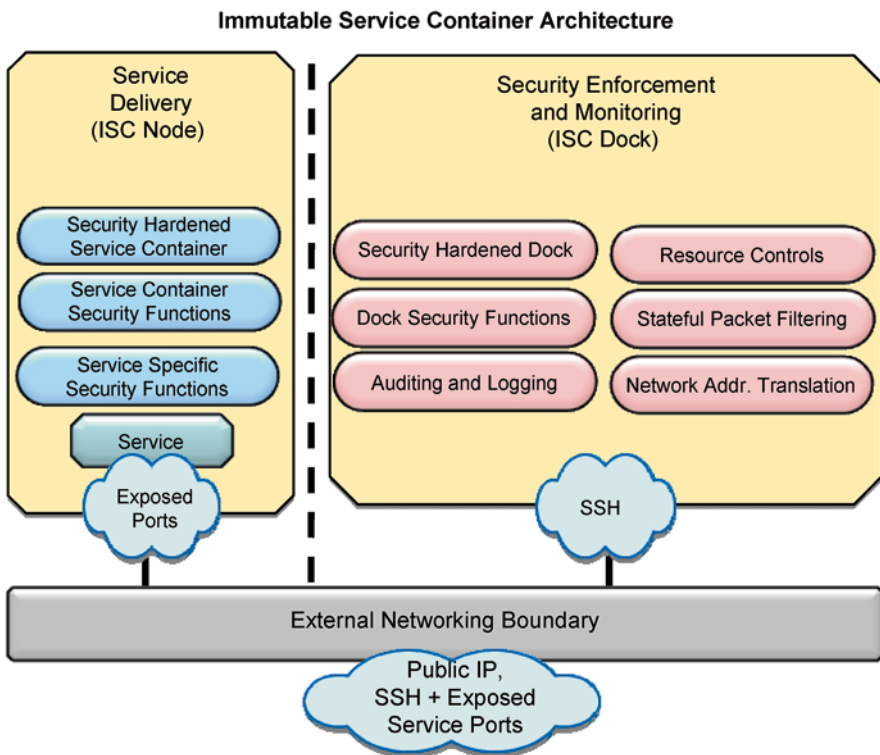 Immutable Service Container Architecture
Service
Delivery
(ISC Node)
Security Hardened
Service Container
Service Container
Security Functions
Service Specific
Security Functions
Service
Exposed
Ports
Security Enforcement
and Monitoring
(ISC Dock)
Security Hardened Dock
Resource Controls
Dock Security Functions
Stateful Packet Filtering
Auditing and Logging
Network Addr. Translation
SSH
External Networking Boundary
Public IP,
SSH + Exposed
Service Ports